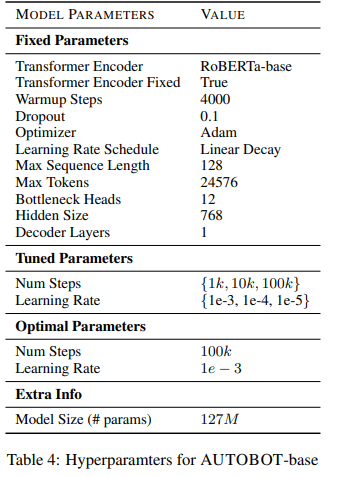 MODEL PARAMETERS VALUE
Fixed Parameters
Transformer Encoder RoBERTa-base
Transformer Encoder Fixed True
Warmup Steps 4000
Dropout 0.1
Optimizer Adam
Learning Rate Schedule Linear Decay
Max Sequence Length 128
Max Tokens 24576
Bottleneck Heads 12
Hidden Size 768
Decoder Layers 1
Tuned Parameters
Num Steps {1k, 10k, 100k}
Learning Rate {1e-3, 1e-4, 1e-5}
Optimal Parameters
Num Steps 100k
Learning Rate 1e − 3
Extra Info
Model Size (# params) 127M
Table 4: Hyperparamters for AUTOBOT-base